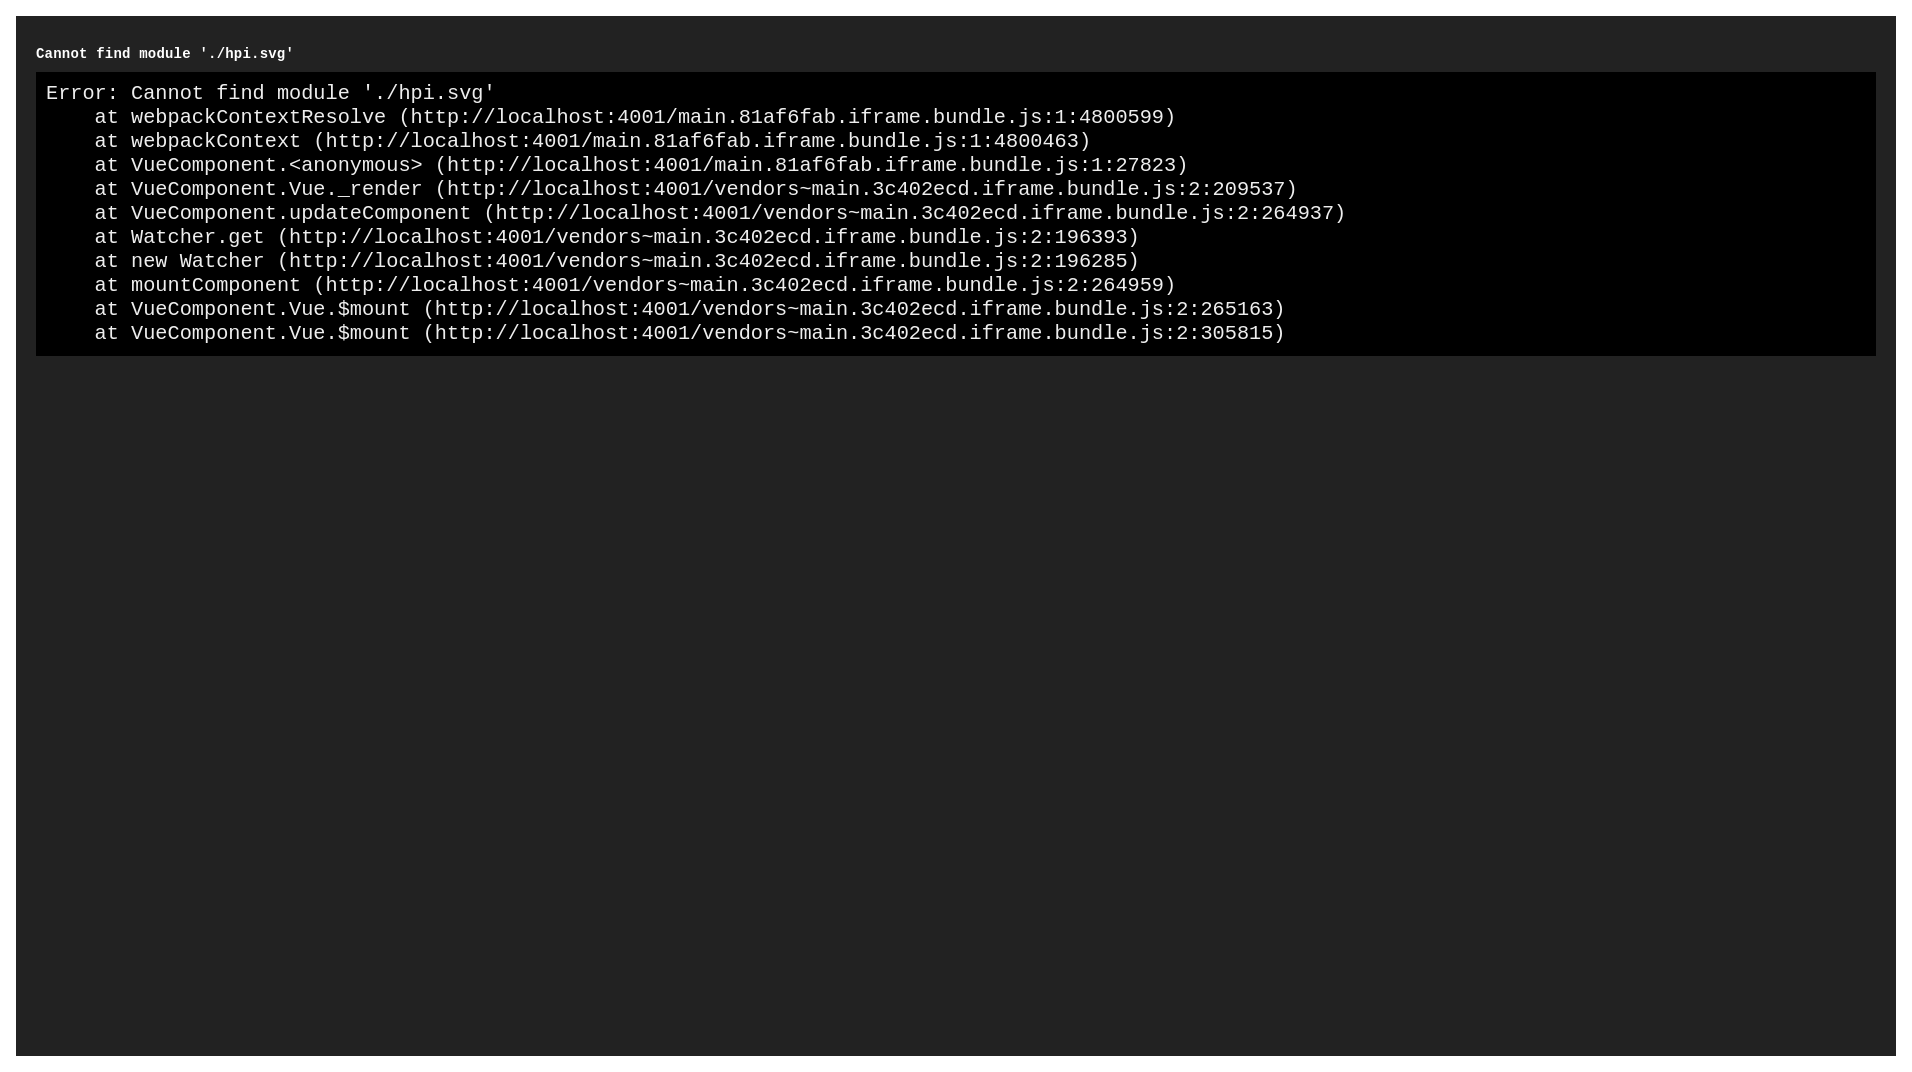 Cannot find module './hpi.svg'
Error: Cannot find module './hpi.svg'
    at webpackContextResolve (http://localhost:4001/main.81af6fab.iframe.bundle.js:1:4800599)
    at webpackContext (http://localhost:4001/main.81af6fab.iframe.bundle.js:1:4800463)
    at VueComponent.<anonymous> (http://localhost:4001/main.81af6fab.iframe.bundle.js:1:27823)
    at VueComponent.Vue._render (http://localhost:4001/vendors~main.3c402ecd.iframe.bundle.js:2:209537)
    at VueComponent.updateComponent (http://localhost:4001/vendors~main.3c402ecd.iframe.bundle.js:2:264937)
    at Watcher.get (http://localhost:4001/vendors~main.3c402ecd.iframe.bundle.js:2:196393)
    at new Watcher (http://localhost:4001/vendors~main.3c402ecd.iframe.bundle.js:2:196285)
    at mountComponent (http://localhost:4001/vendors~main.3c402ecd.iframe.bundle.js:2:264959)
    at VueComponent.Vue.$mount (http://localhost:4001/vendors~main.3c402ecd.iframe.bundle.js:2:265163)
    at VueComponent.Vue.$mount (http://localhost:4001/vendors~main.3c402ecd.iframe.bundle.js:2:305815)